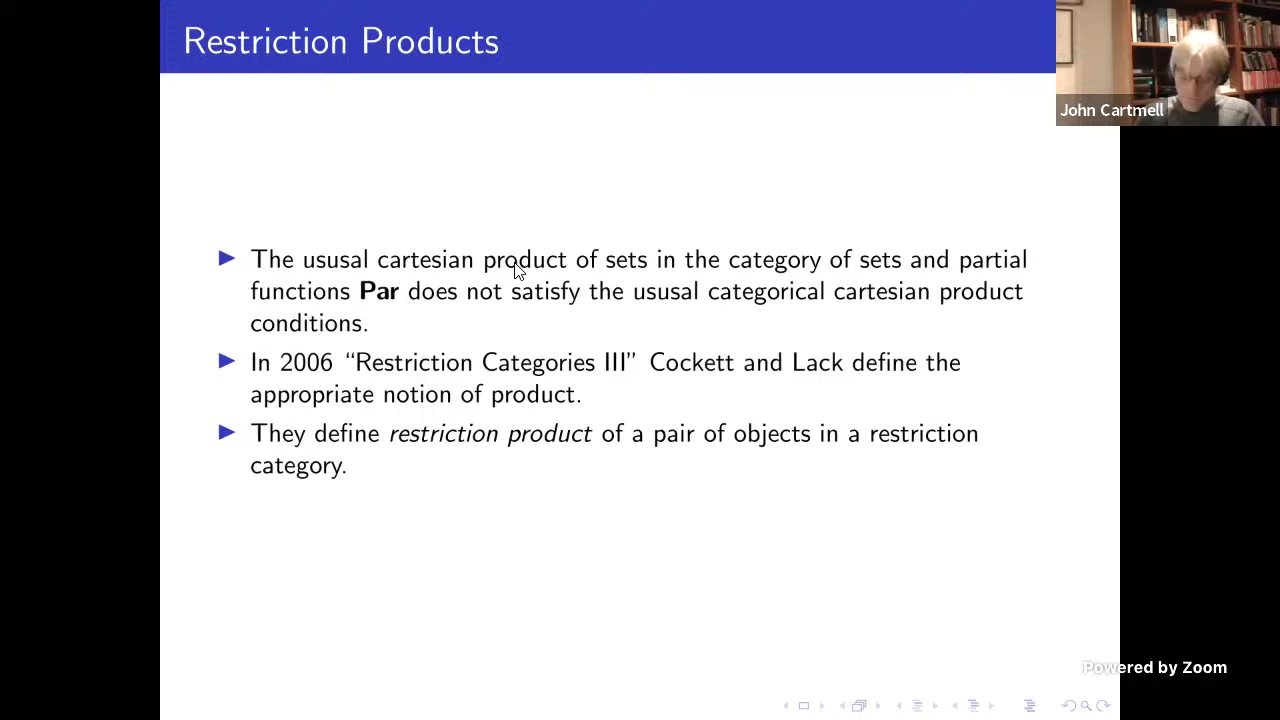 Restriction Products
John Cartmell
▶ The ususal cartesian product of sets in the category of sets and partial
functions Par does not satisfy the ususal categorical cartesian product
conditions.
▶ In 2006 “Restriction Categories III” Cockett and Lack define the
appropriate notion of product.
▶ They define restriction product of a pair of objects in a restriction
category.
Powered by Zoom